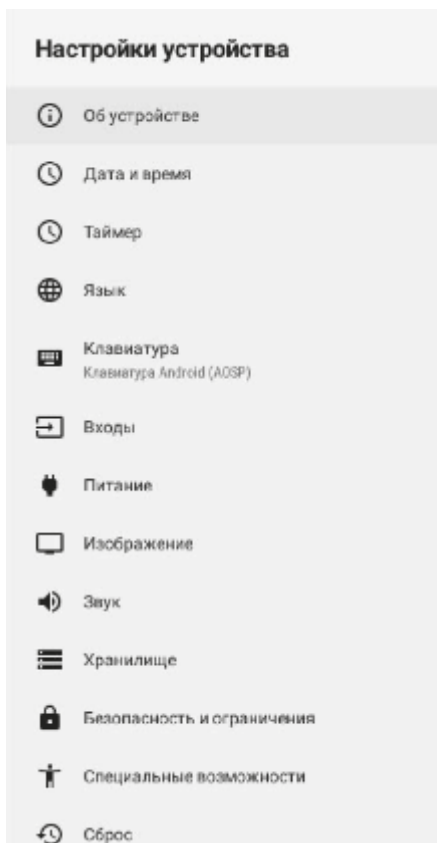 Настройки устройства
Об устройстве
Дата и время
Таймер
Язык
Клавиатура
Клавиатура Android (AOSP)
Входы
Питание
Изображение
Звук
Хранилище
Безопасность и ограничения
Специальные возможности
Сброс